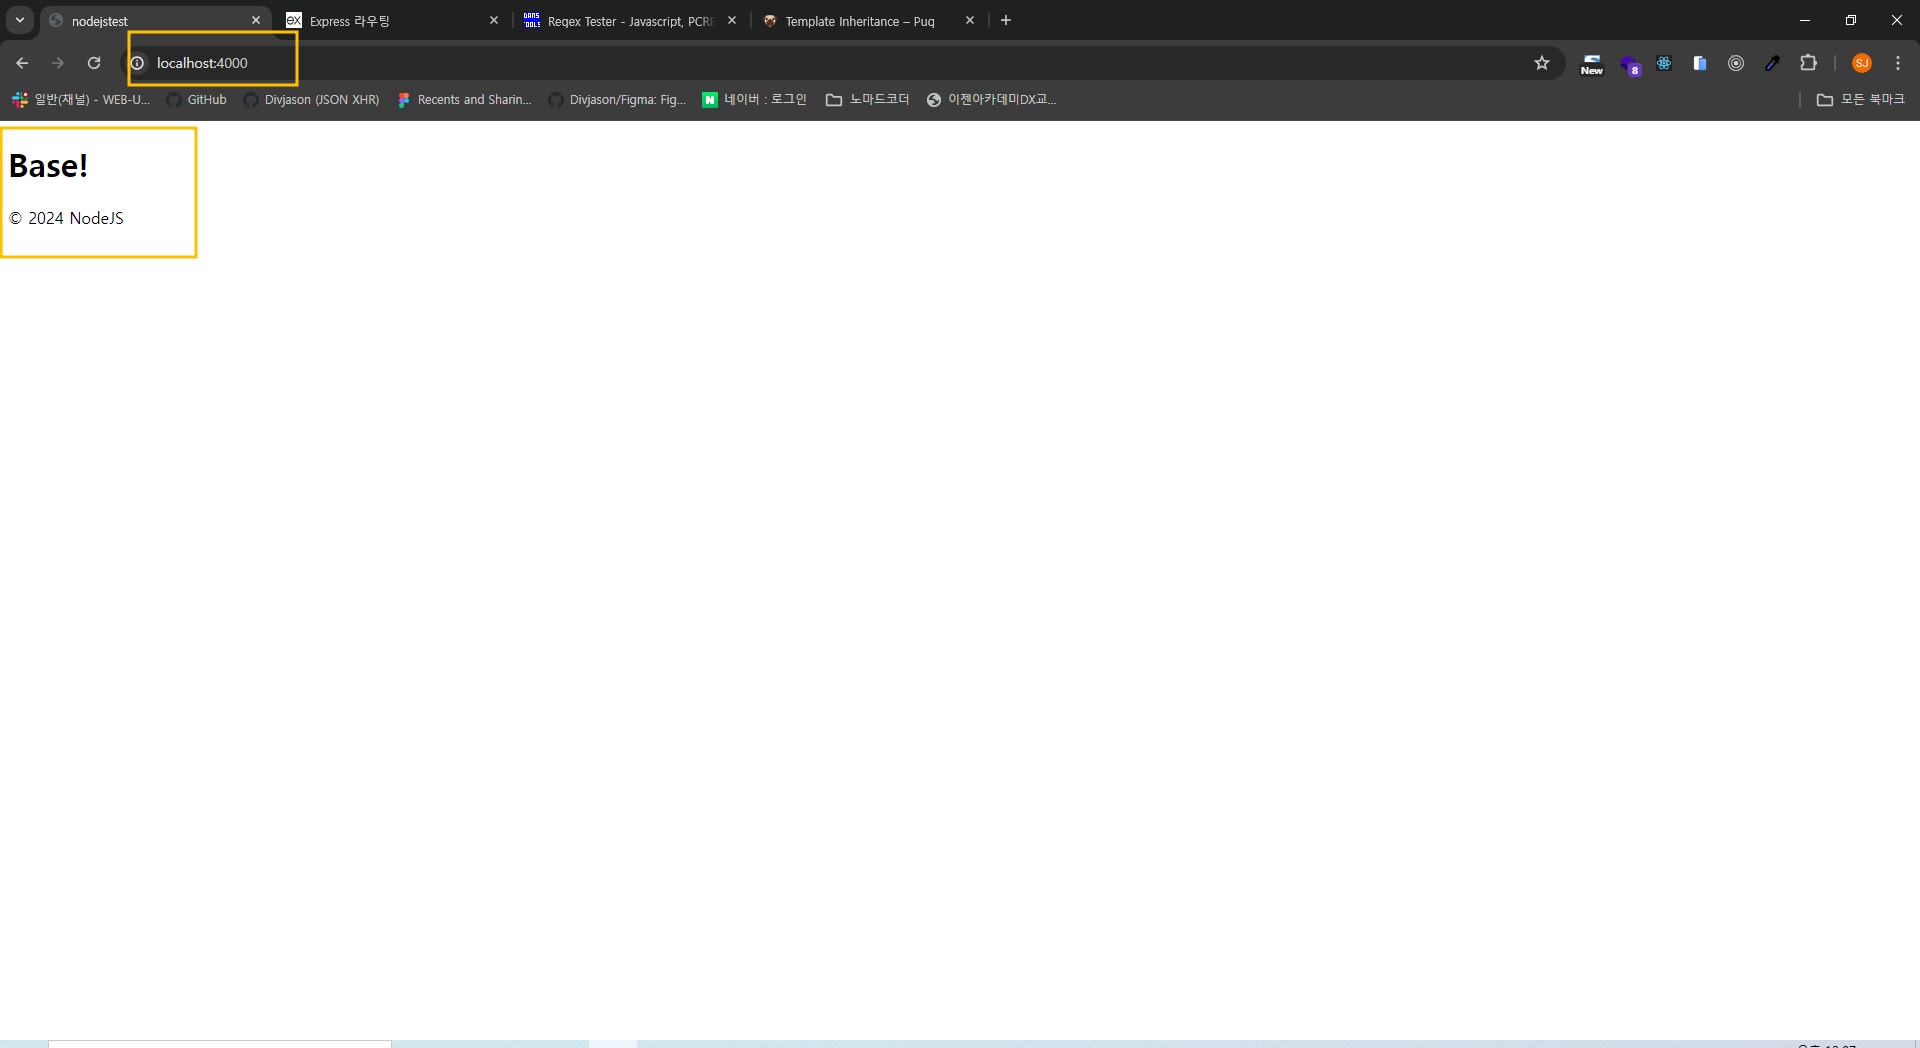 nodejstest
Express 라우팅
Regex Tester - Javascript, PCRE
Template Inheritance – Pug
localhost:4000
New
8
SJ
일반(채널) - WEB-U...
GitHub
Divjason (JSON XHR)
Recents and Sharin...
Divjason/Figma: Fig...
N 네이버 : 로그인
노마드코더
이젠아카데미DX교...
모든 북마크
Base!
© 2024 NodeJS